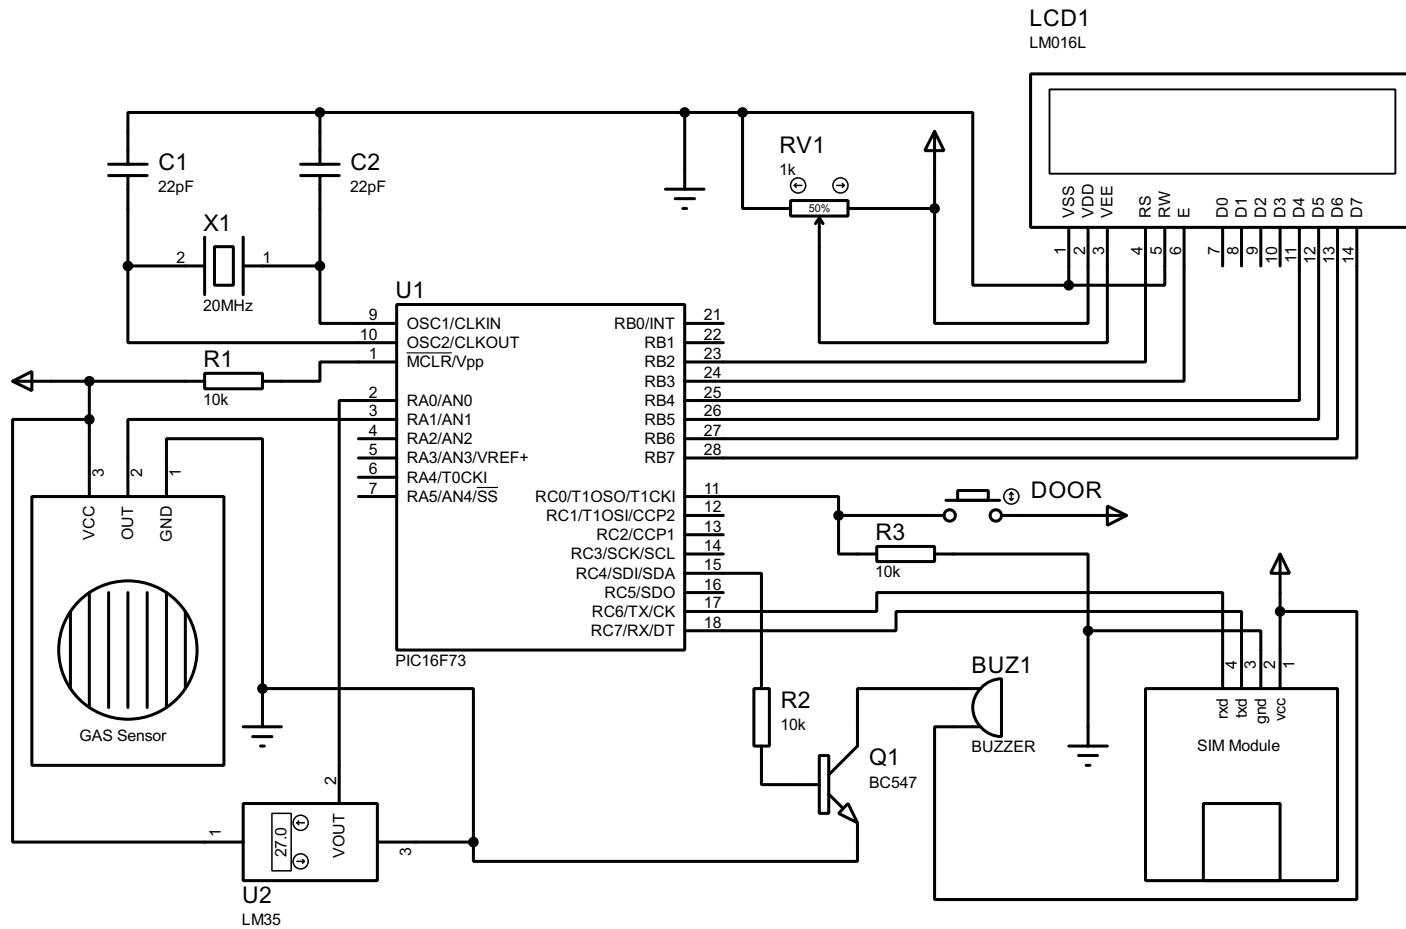 LCD1
LM016L
C1
22pF
C2
22pF
RV1
1k
50%
VSS
VDD
VEE
RS
RW
E
D0
D1
D2
D3
D4
D5
D6
D7
1
2
3
4
5
6
7
8
9
10
11
12
13
14
X1
2
1
20MHz
U1
9
OSC1/CLKIN
10
OSC2/CLKOUT
1
MCLR/Vpp
2
RA0/AN0
3
RA1/AN1
4
RA2/AN2
5
RA3/AN3/VREF+
6
RA4/T0CKI
7
RA5/AN4/SS
RB0/INT
21
RB1
22
RB2
23
RB3
24
RB4
25
RB5
26
RB6
27
RB7
28
RC0/T1OSO/T1CKI
11
RC1/T1OSI/CCP2
12
RC2/CCP1
13
RC3/SCK/SCL
14
RC4/SDI/SDA
15
RC5/SDO
16
RC6/TX/CK
17
RC7/RX/DT
18
PIC16F73
R1
10k
3
2
1
VCC
OUT
GND
GAS Sensor
DOOR
R3
10k
R2
10k
Q1
BC547
BUZ1
BUZZER
4
3
2
1
rxd
txd
gnd
vcc
SIM Module
1
2
3
27.0
VOUT
U2
LM35